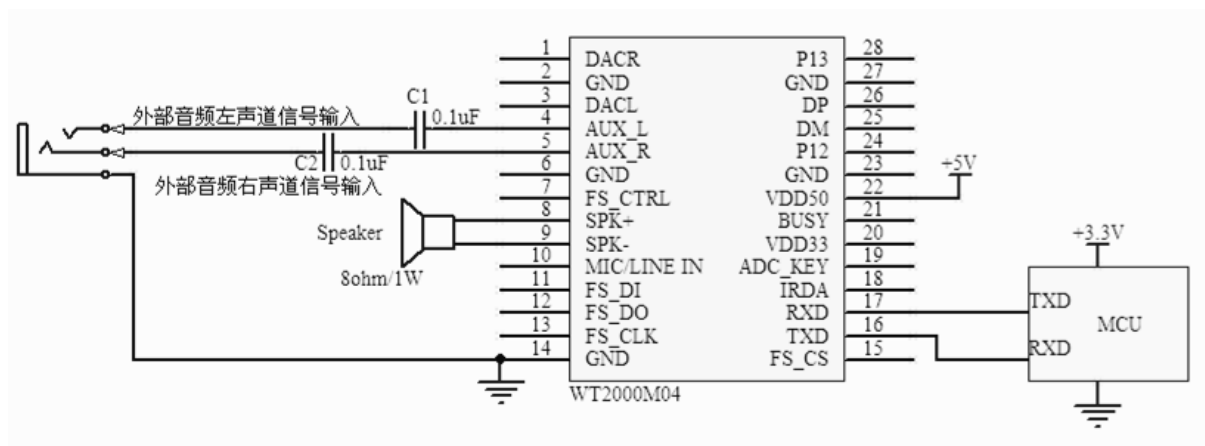 1 DACR P13 28
2 GND GND 27
3 DACL DP 26
外部音频左声道信号输入 C1 0.1uF 4 AUX_L DM 25
5 AUX_R P12 24
C2 0.1uF 6 GND GND 23 +5V
外部音频右声道信号输入 7 FS_CTRL VDD50 22
8 SPK+ BUSY 21
Speaker 9 SPK- VDD33 20 +3.3V
8ohm/1W 10 MIC/LINE IN ADC_KEY 19
11 FS_DI IRDA 18
12 FS_DO RXD 17 TXD
13 FS_CLK TXD 16 MCU
14 GND FS_CS 15 RXD
WT2000M04